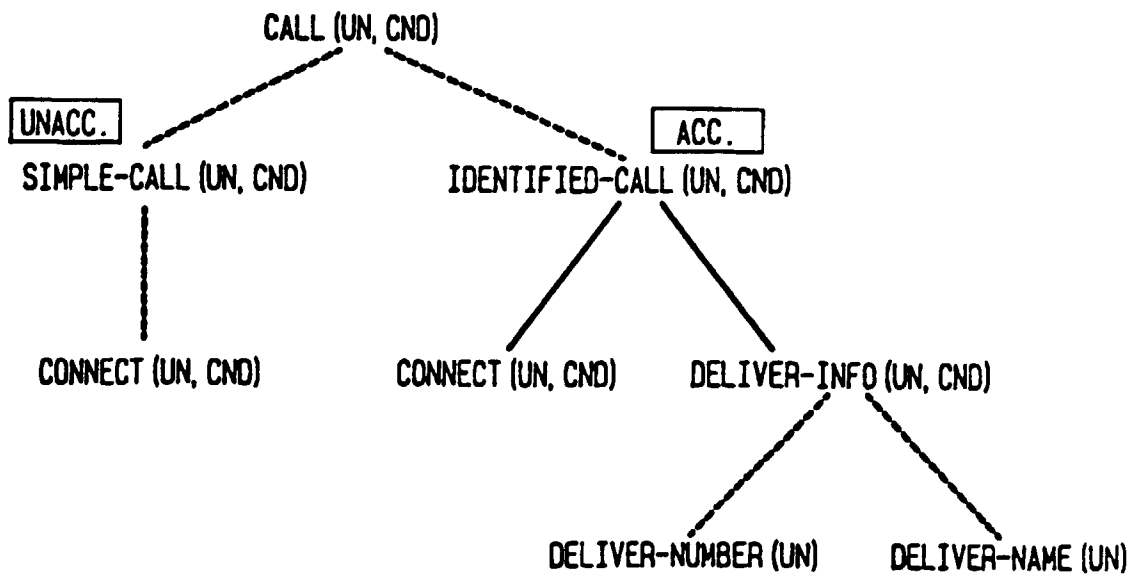 CALL (UN, CND)
UNACC.
ACC.
SIMPLE-CALL (UN, CND)
IDENTIFIED-CALL (UN, CND)
CONNECT (UN, CND)
CONNECT (UN, CND)
DELIVER-INFO (UN, CND)
DELIVER-NUMBER (UN)
DELIVER-NAME (UN)